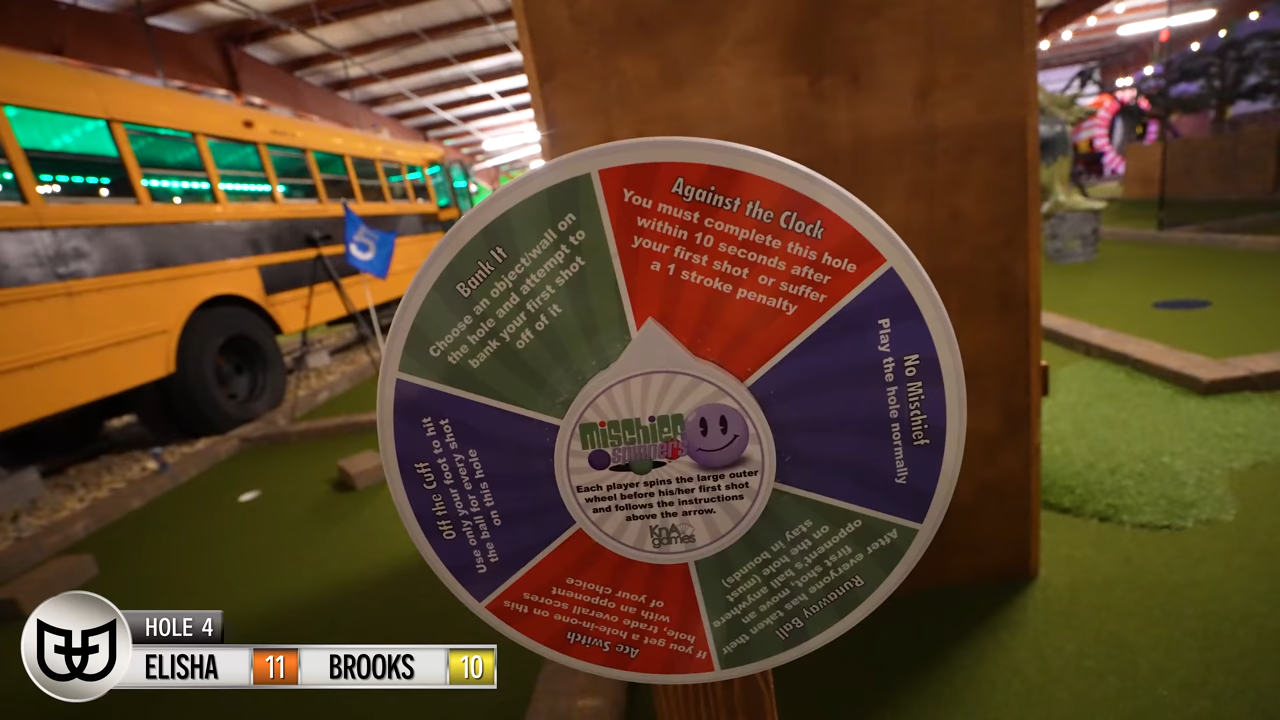 5
Against the Clock
You must complete this hole
within 10 seconds after
your first shot or suffer
a 1 stroke penalty
No Mischief
Play the hole normally
Runaway Ball
After everyone has taken their
first shot, move an
opponent's ball anywhere
on the hole (must
stay in bounds)
Ace Switch
If you get a hole-in-one on this
hole, trade overall scores
with an opponent
of your choice
Off the Cuff
Use only your foot to hit
the ball for every shot
on this hole
Bank It
Choose an object/wall on
the hole and attempt to
bank your first shot
off of it
mischief
spinner
Each player spins the large outer
wheel before his/her first shot
and follows the instructions
above the arrow.
KnA
games
HOLE 4
ELISHA 11 BROOKS 10